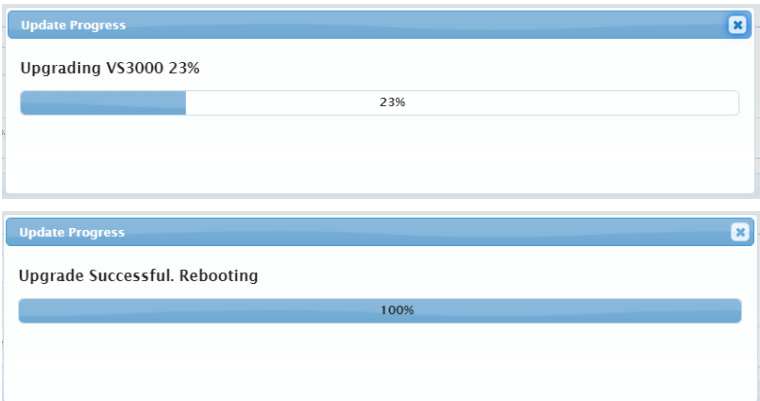 Update Progress
Upgrading VS3000 23%
23%
Update Progress
Upgrade Successful. Rebooting
100%